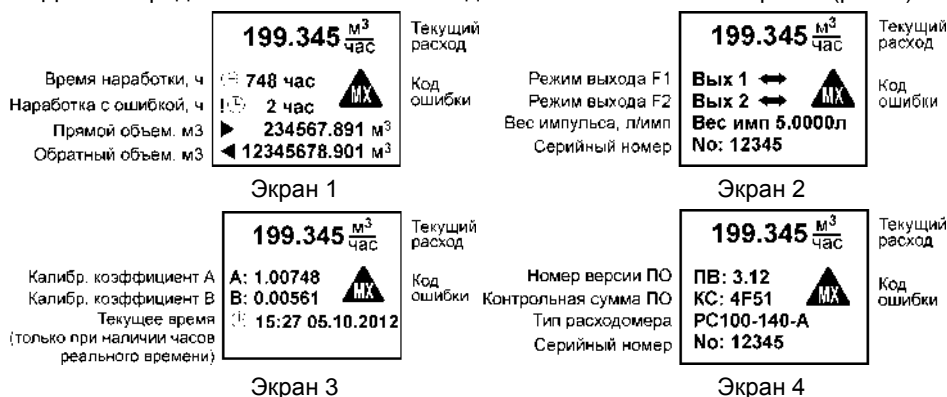 199.345 м³/час
Текущий расход
Время наработки, ч
748 час
Код ошибки
MX
Наработка с ошибкой, ч
! 2 час
Прямой объем. м3
234567.891 м³
Обратный объем. м3
12345678.901 м³
Экран 1
199.345 м³/час
Текущий расход
Режим выхода F1
Вых 1
Код ошибки
MX
Режим выхода F2
Вых 2
Вес импульса, л/имп
Вес имп 5.0000л
Серийный номер
No: 12345
Экран 2
199.345 м³/час
Текущий расход
Калибр. коэффициент А
A: 1.00748
Код ошибки
MX
Калибр. коэффициент В
B: 0.00561
Текущее время
15:27 05.10.2012
(только при наличии часов
реального времени)
Экран 3
199.345 м³/час
Текущий расход
Номер версии ПО
ПВ: 3.12
Код ошибки
MX
Контрольная сумма ПО
КС: 4F51
Тип расходомера
РС100-140-А
Серийный номер
No: 12345
Экран 4